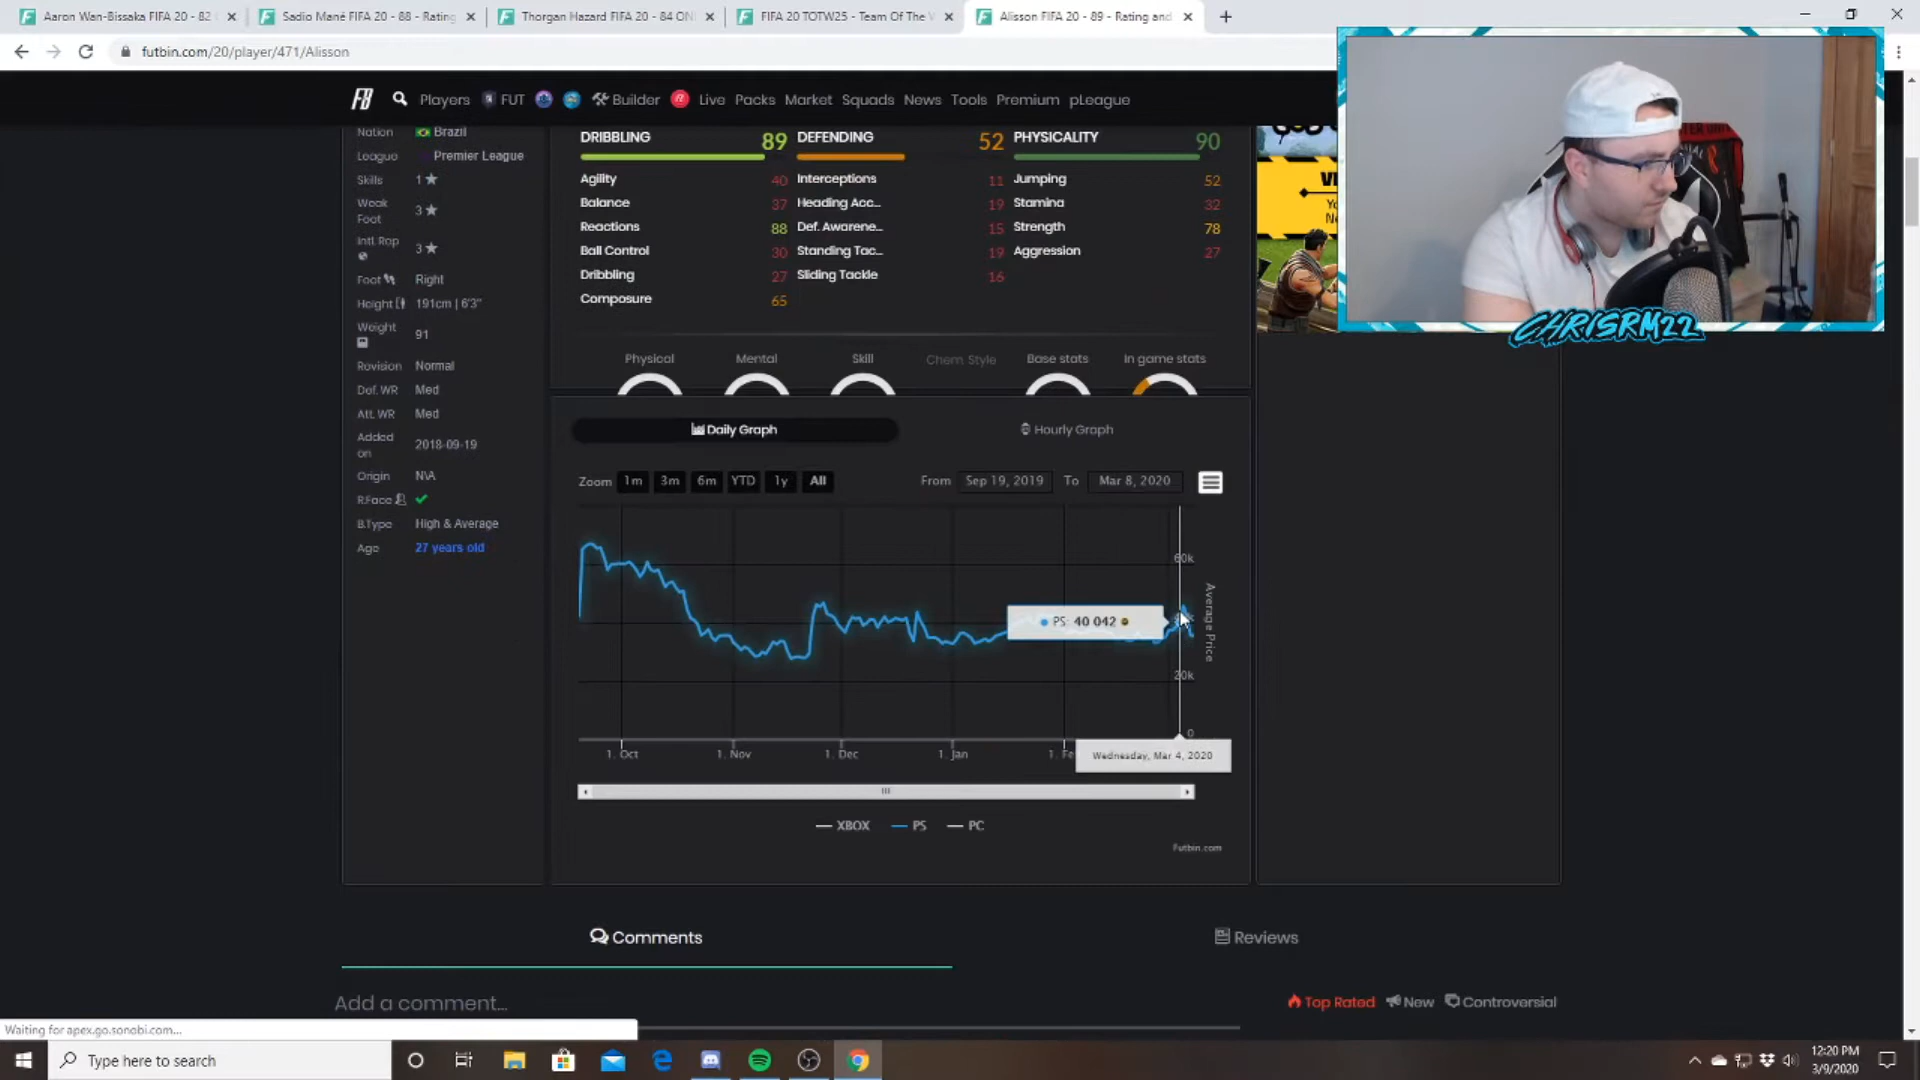 Aaron Wan-Bissaka FIFA 20 - 82
Sadio Mané FIFA 20 - 88 - Rating
Thorgan Hazard FIFA 20 - 84 ON
FIFA 20 TOTW25 - Team Of The
Alisson FIFA 20 - 89 - Rating and
futbin.com/20/player/471/Alisson
FB Players FUT Builder Live Packs Market Squads News Tools Premium pLeague
Nation Brazil
League Premier League
Skills 1★
Weak Foot 3★
Intl.Rep 3★
Foot Right
Height 191cm | 6'3"
Weight 91
Revision Normal
Def. WR Med
Att. WR Med
Added on 2018-09-19
Origin N\A
R.Face
B.Type High & Average
Age 27 years old
DRIBBLING 89 DEFENDING 52 PHYSICALITY 90
Agility 40 Interceptions 11 Jumping 52
Balance 37 Heading Acc... 19 Stamina 32
Reactions 88 Def. Awarene... 15 Strength 78
Ball Control 30 Standing Tac... 19 Aggression 27
Dribbling 27 Sliding Tackle 16
Composure 65
Physical Mental Skill Chem Style Base stats In game stats
Daily Graph Hourly Graph
Zoom 1m 3m 6m YTD 1y All From Sep 19, 2019 To Mar 8, 2020
60k
PS: 40 042
20k
0
Average Price
1. Oct 1. Nov 1. Dec 1. Jan 1. Fe
Wednesday, Mar 4, 2020
XBOX PS PC
Futbin.com
Comments Reviews
Add a comment...
Top Rated New Controversial
Waiting for apex.go.sonobi.com...
Type here to search
12:20 PM
3/9/2020
CHRISRM22